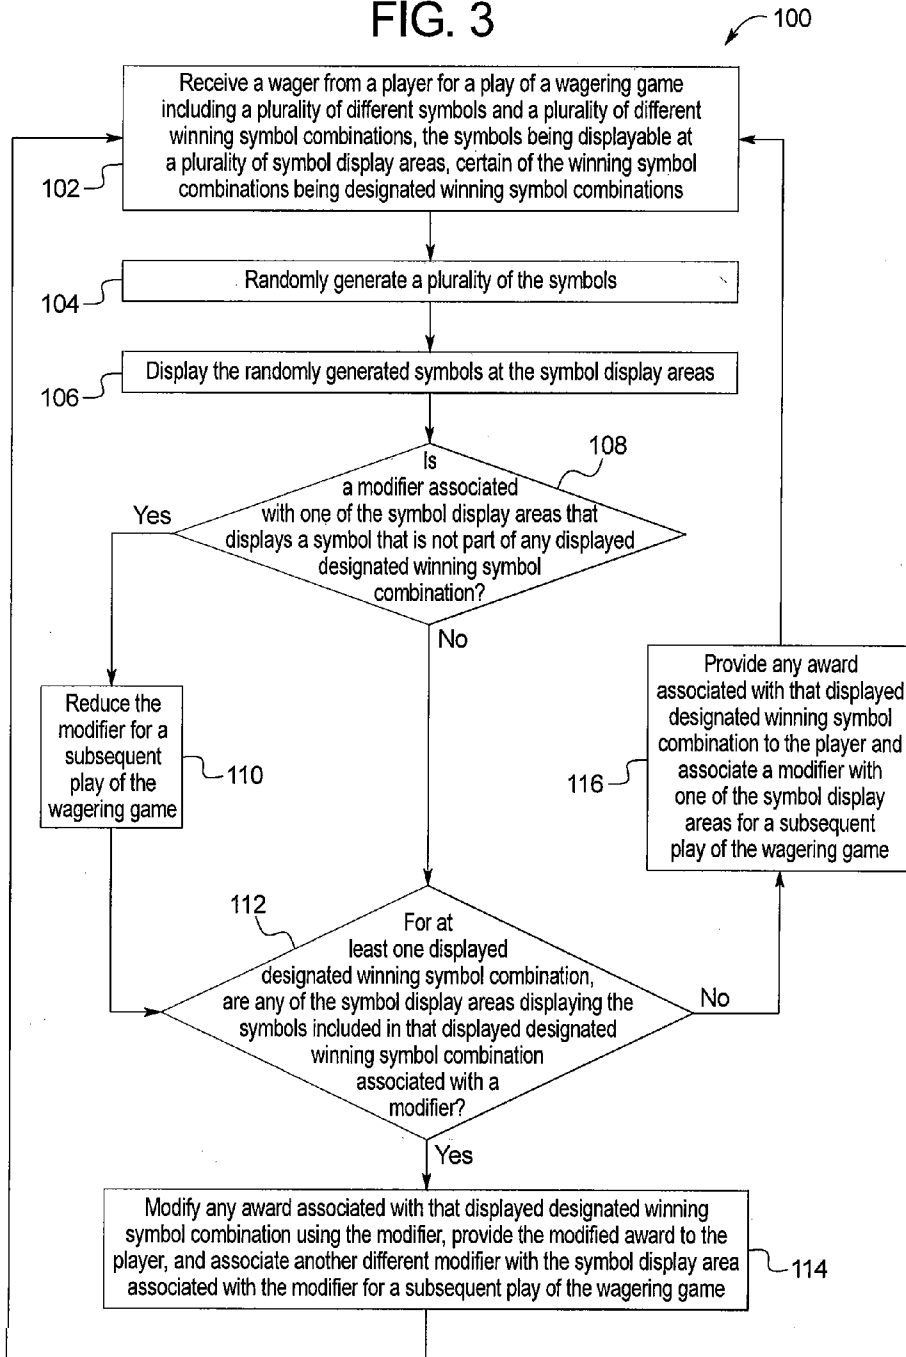 FIG. 3
100
Receive a wager from a player for a play of a wagering game
including a plurality of different symbols and a plurality of different
winning symbol combinations, the symbols being displayable at
a plurality of symbol display areas, certain of the winning symbol
combinations being designated winning symbol combinations
102
Randomly generate a plurality of the symbols
104
Display the randomly generated symbols at the symbol display areas
106
Is
a modifier associated
with one of the symbol display areas that
displays a symbol that is not part of any displayed
designated winning symbol
combination?
108
Yes
No
Reduce the
modifier for a
subsequent
play of the
wagering game
110
Provide any award
associated with that displayed
designated winning symbol
combination to the player and
associate a modifier with
one of the symbol display
areas for a subsequent
play of the wagering game
116
112
For at
least one displayed
designated winning symbol combination,
are any of the symbol display areas displaying the
symbols included in that displayed designated
winning symbol combination
associated with a
modifier?
No
Yes
Modify any award associated with that displayed designated winning
symbol combination using the modifier, provide the modified award to the
player, and associate another different modifier with the symbol display area
associated with the modifier for a subsequent play of the wagering game
114